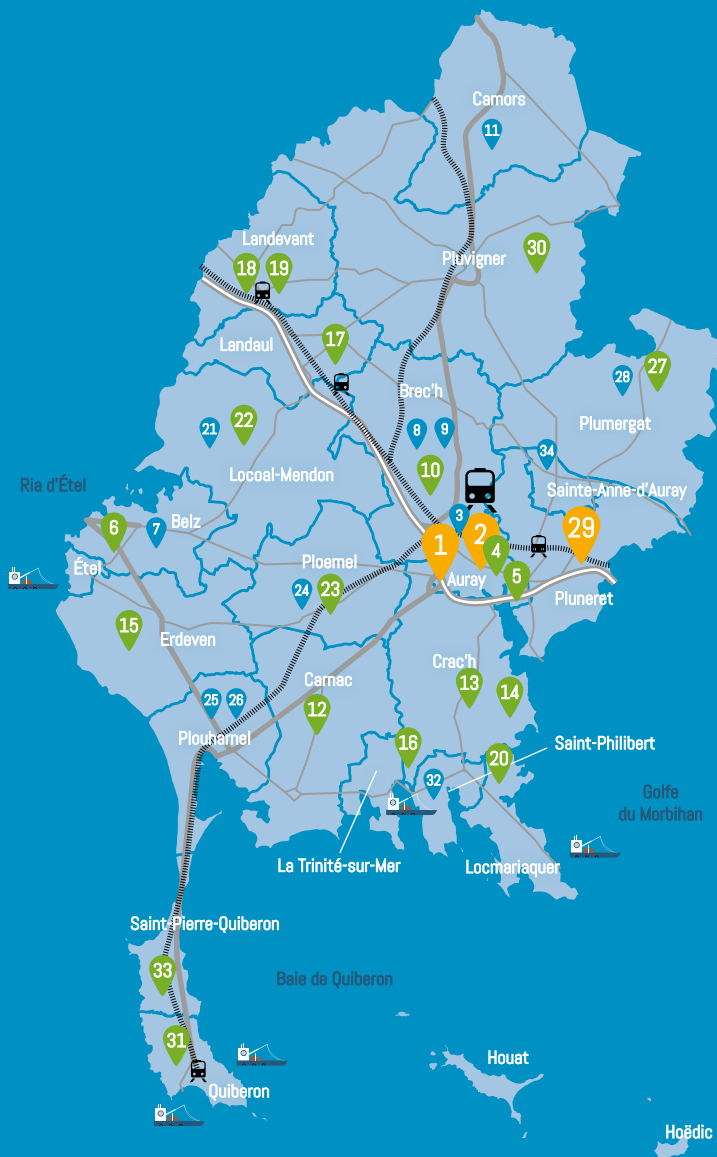 Camors
11
Landevant
30
Pluvigner
18
19
17
Landaul
27
28
Brec'h
Plumergat
22
21
8
9
34
10
Locoal-Mendon
Ria d'Étel
Sainte-Anne-d'Auray
3
6
7
Belz
1
2
29
4
Ploemel
Étel
5
Auray
24
23
Pluneret
15
Erdeven
Crac'h
Carnac
13
14
25
26
12
Plouharnel
16
Saint-Philibert
20
32
Golfe
du Morbihan
La Trinité-sur-Mer
Locmariaquer
Saint-Pierre-Quiberon
33
Baie de Quiberon
31
Houat
Quiberon
Hoëdic